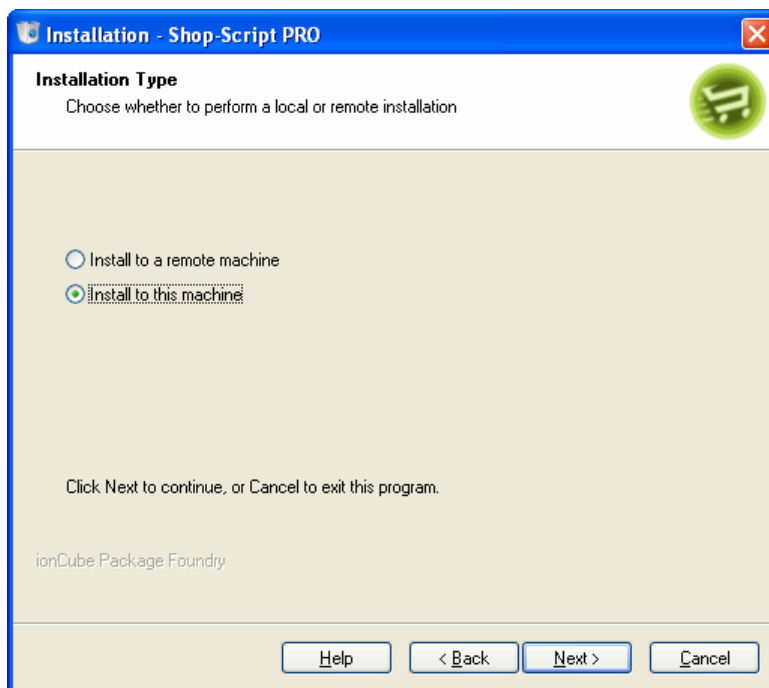 Installation - Shop-Script PRO
Installation Type
Choose whether to perform a local or remote installation
Install to a remote machine
Install to this machine
Click Next to continue, or Cancel to exit this program.
ionCube Package Foundry
Help
< Back
Next >
Cancel